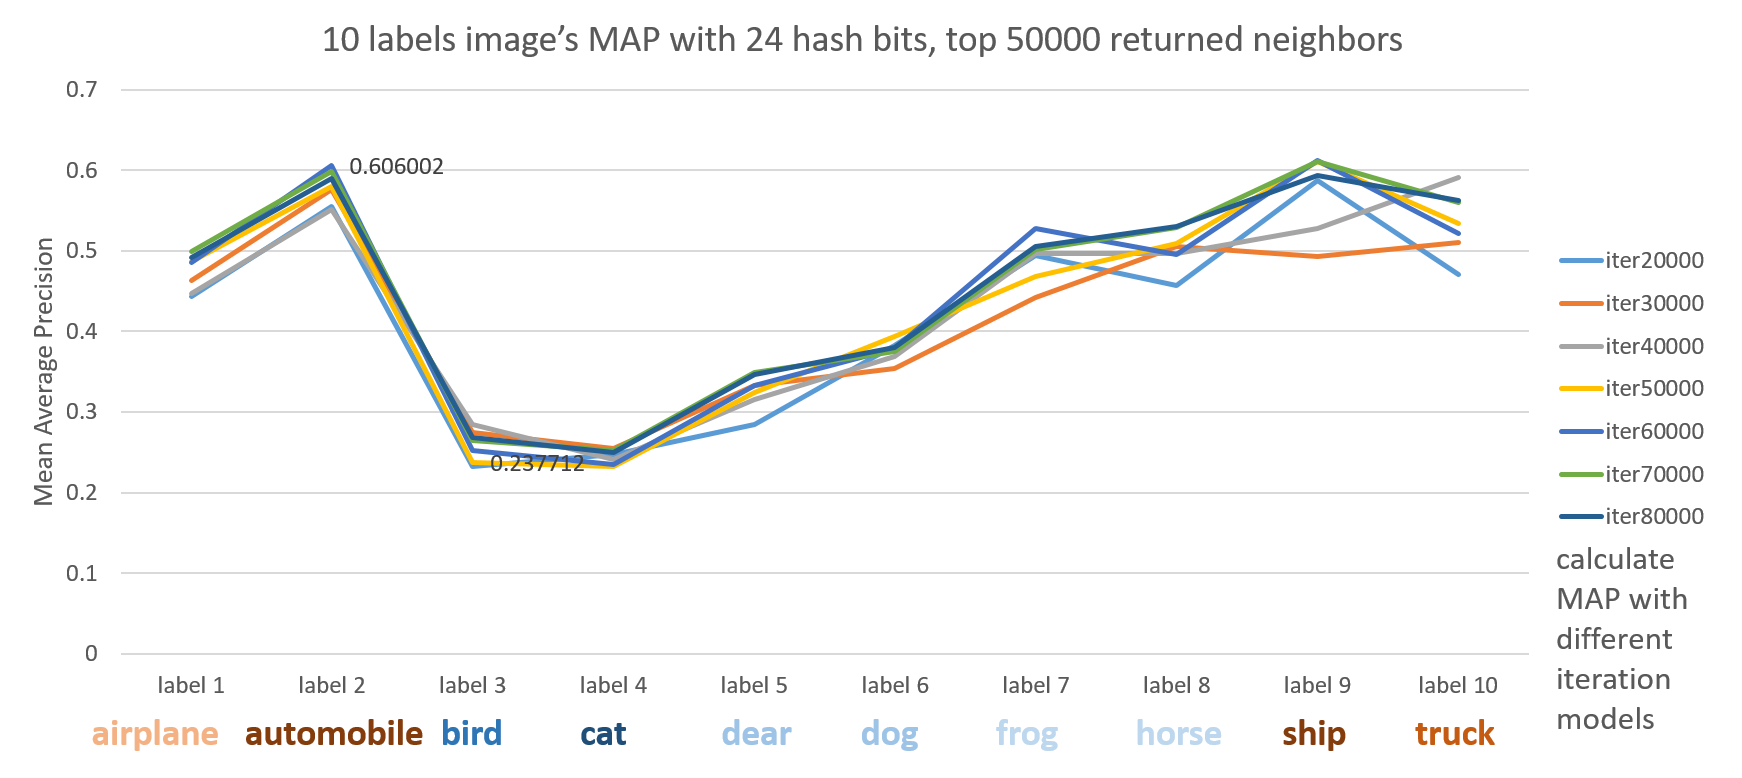 10 labels image's MAP with 24 hash bits, top 50000 returned neighbors
Mean Average Precision
0.7
0.6
0.5
0.4
0.3
0.2
0.1
0
0.606002
0.237712
label 1
label 2
label 3
label 4
label 5
label 6
label 7
label 8
label 9
label 10
airplane
automobile
bird
cat
dear
dog
frog
horse
ship
truck
iter20000
iter30000
iter40000
iter50000
iter60000
iter70000
iter80000
calculate
MAP with
different
iteration
models